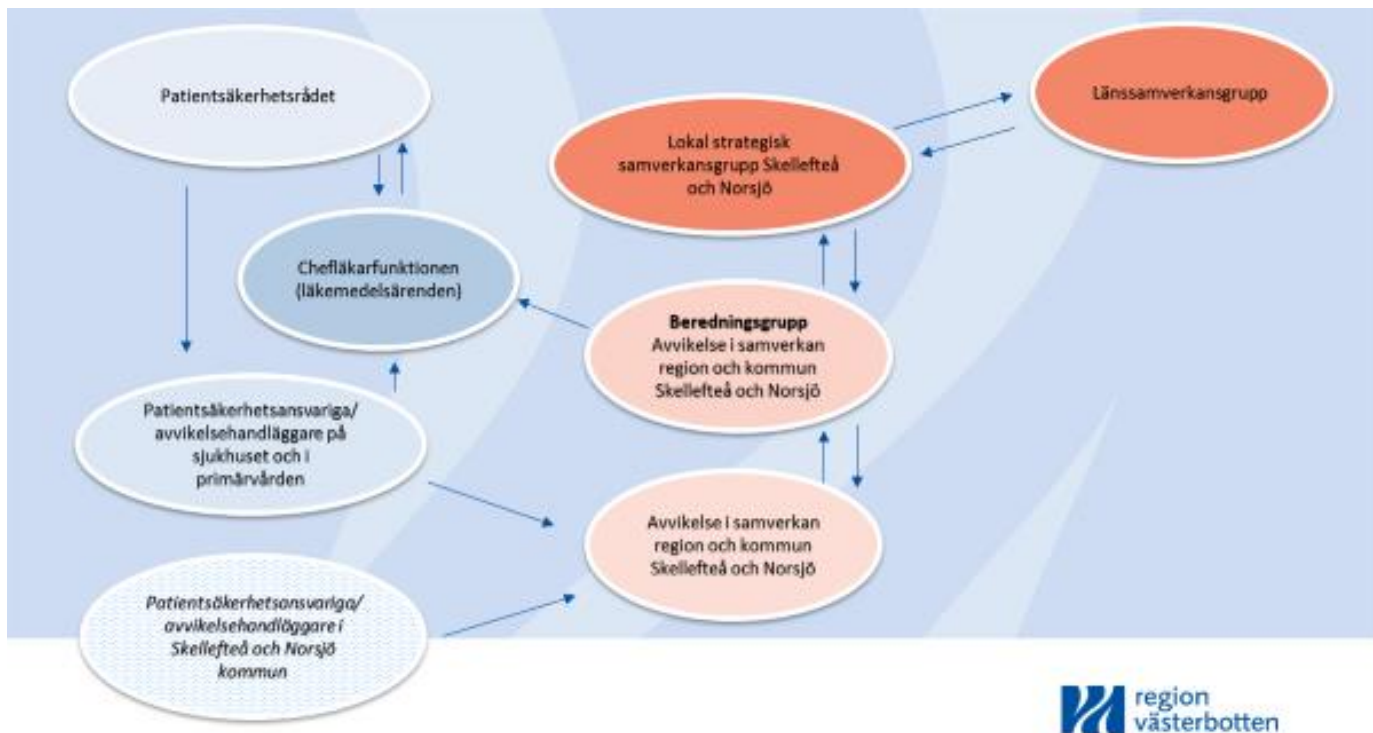 Patientsäkerhetsrådet
Länssamverkansgrupp
Lokal strategisk
samverkansgrupp Skellefteå
och Norsjö
Chefläkarfunktionen
(läkemedelsärenden)
Beredningsgrupp
Avvikelse i samverkan
region och kommun
Skellefteå och Norsjö
Patientsäkerhetsansvariga/
avvikelsehandläggare på
sjukhuset och i
primärvården
Avvikelse i samverkan
region och kommun
Skellefteå och Norsjö
Patientsäkerhetsansvariga/
avvikelsehandläggare i
Skellefteå och Norsjö
kommun
region
västerbotten